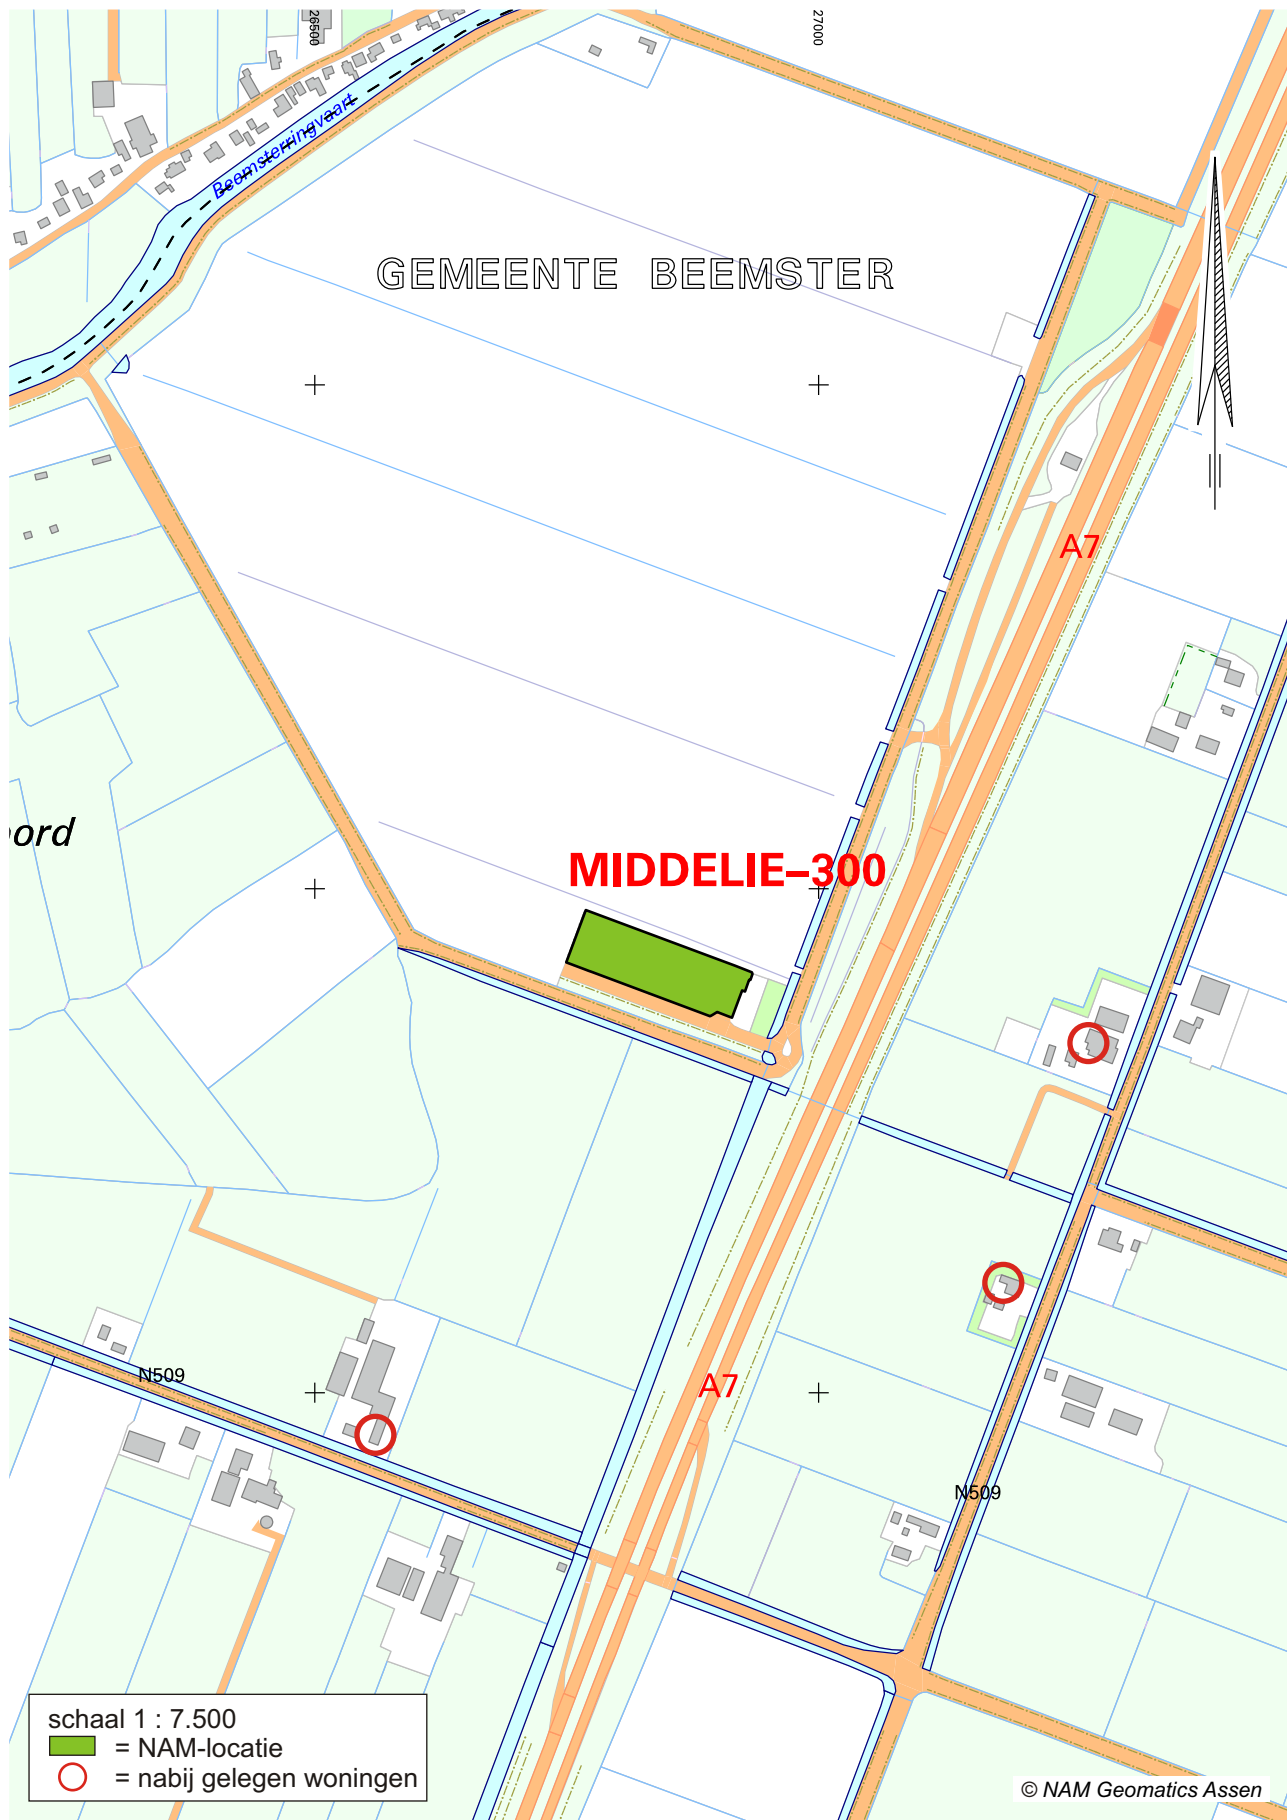 26500
27000
Beemsterringvaart
GEMEENTE BEEMSTER
A7
oord
MIDDELIE–300
N509
A7
N509
schaal 1 : 7.500
= NAM-locatie
= nabij gelegen woningen
© NAM Geomatics Assen